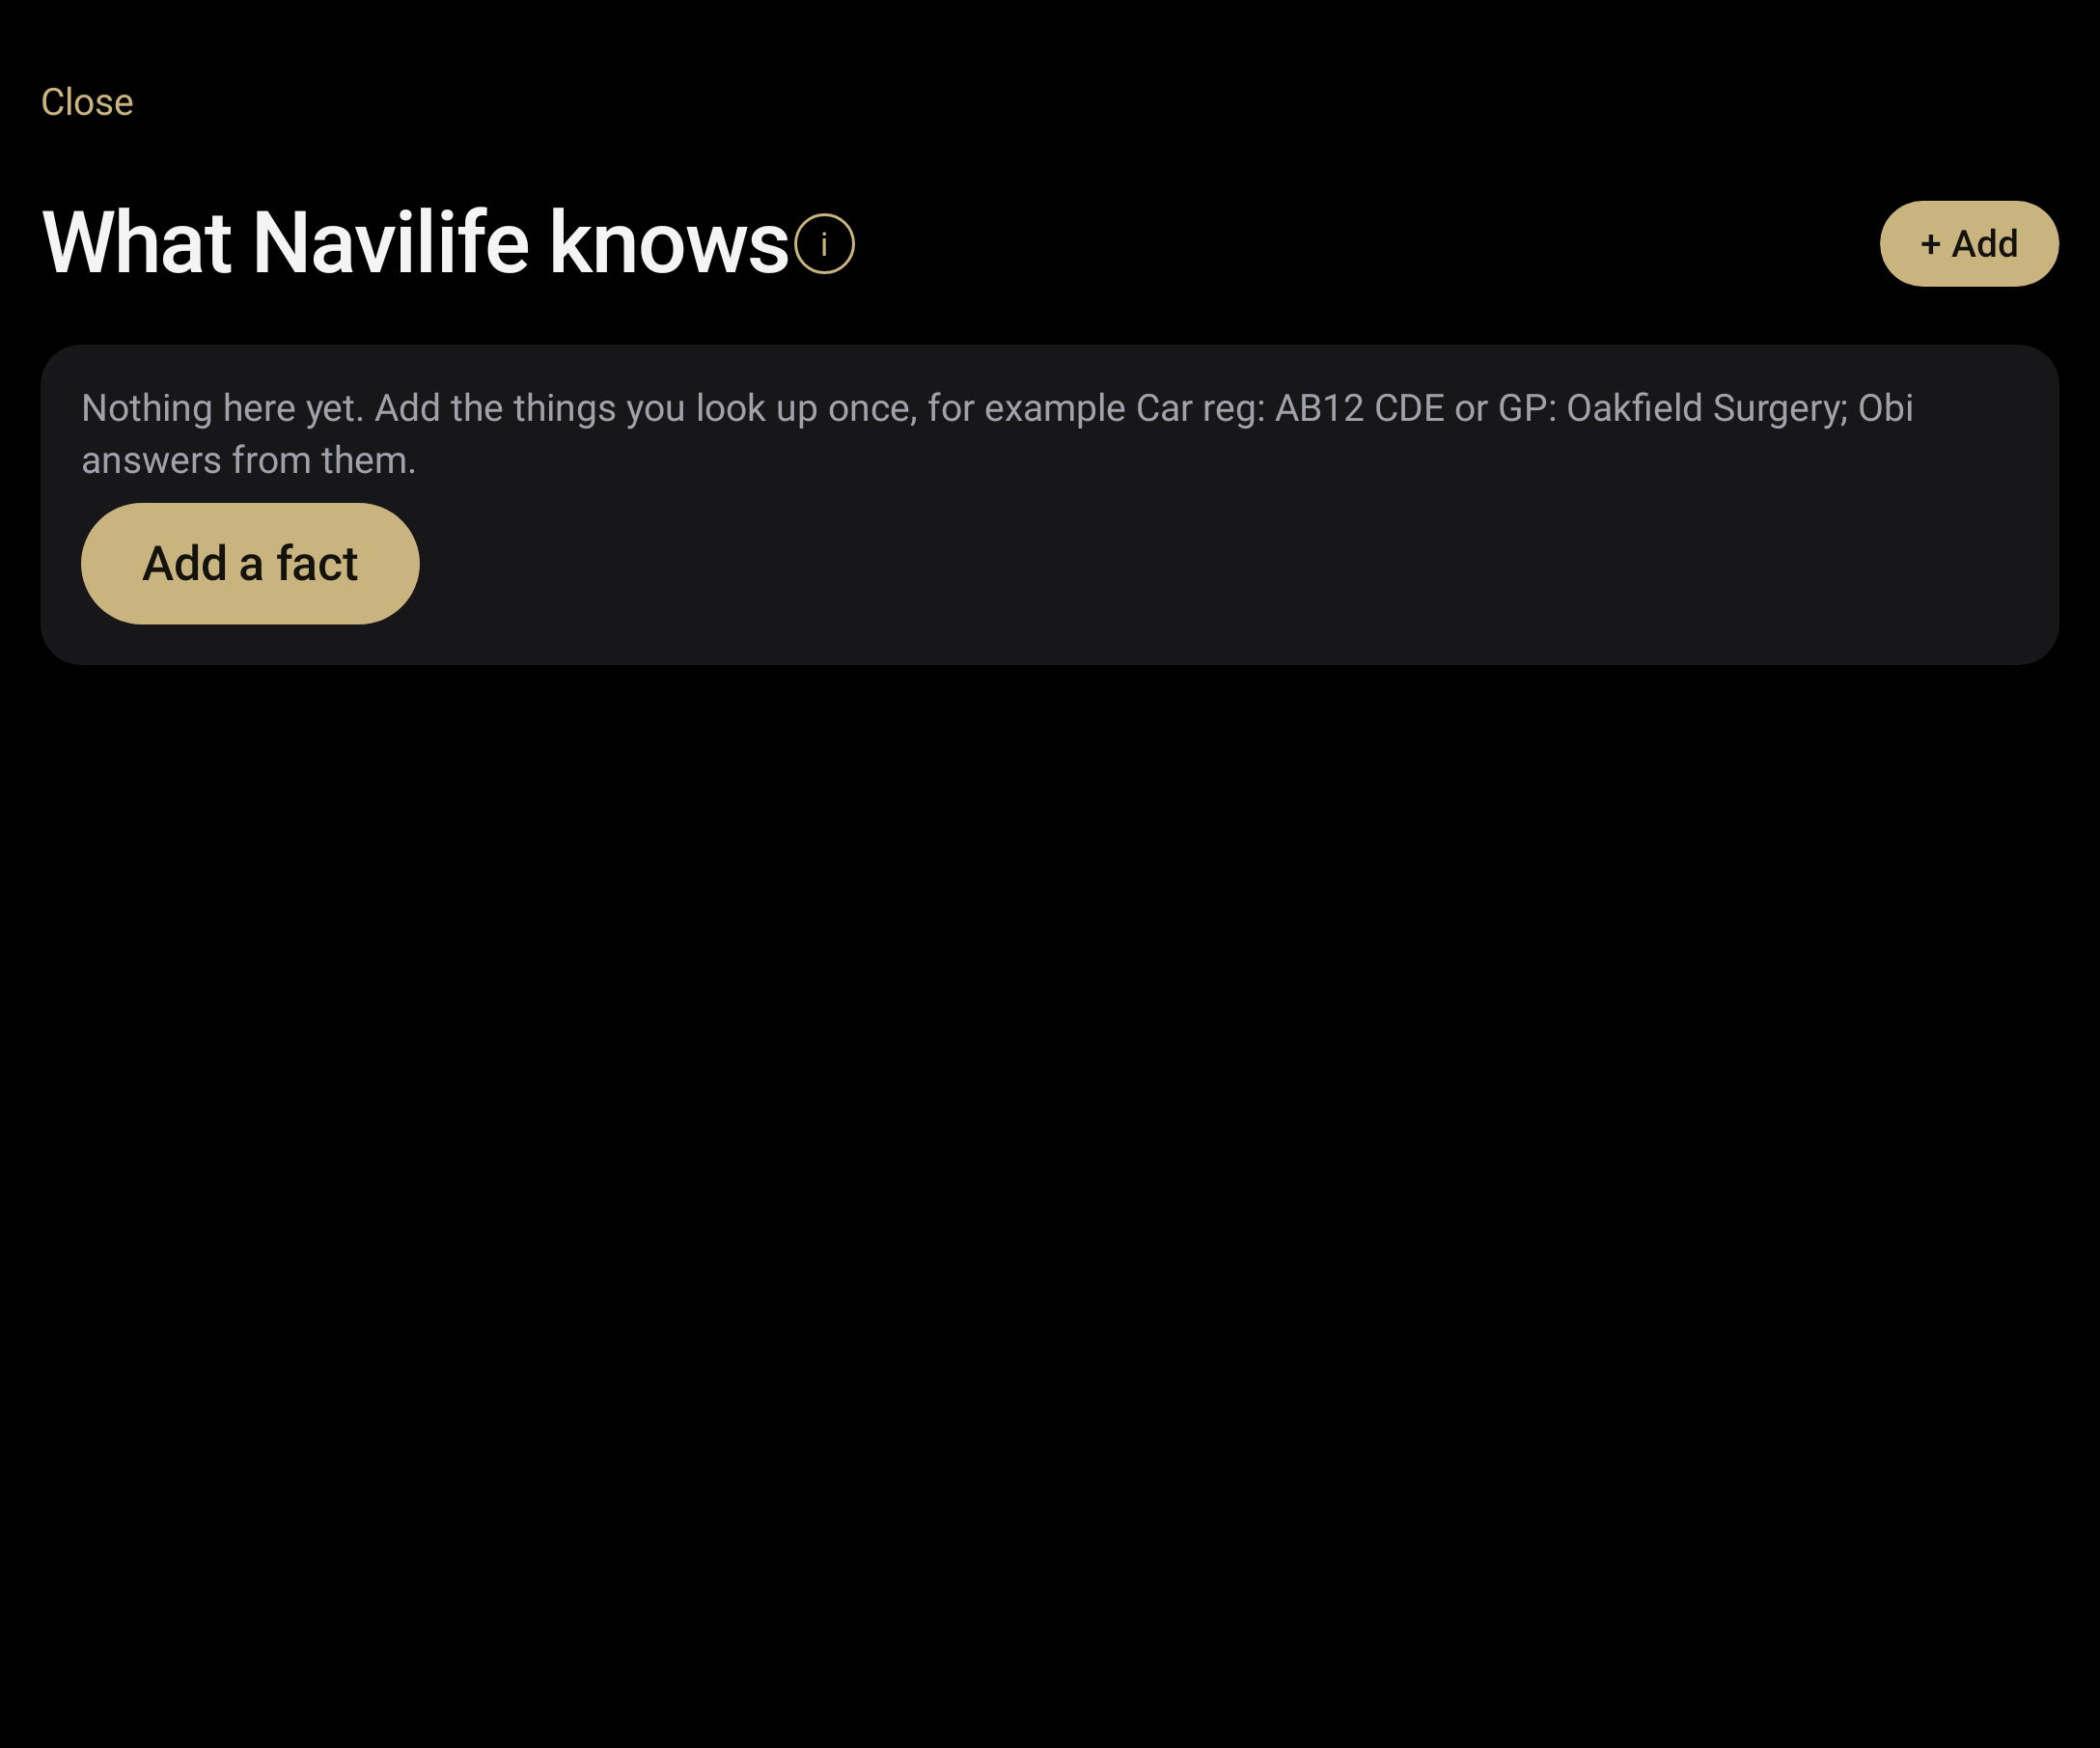 Close
What Navilife knows i
+ Add
Nothing here yet. Add the things you look up once, for example Car reg: AB12 CDE or GP: Oakfield Surgery; Obi
answers from them.
Add a fact